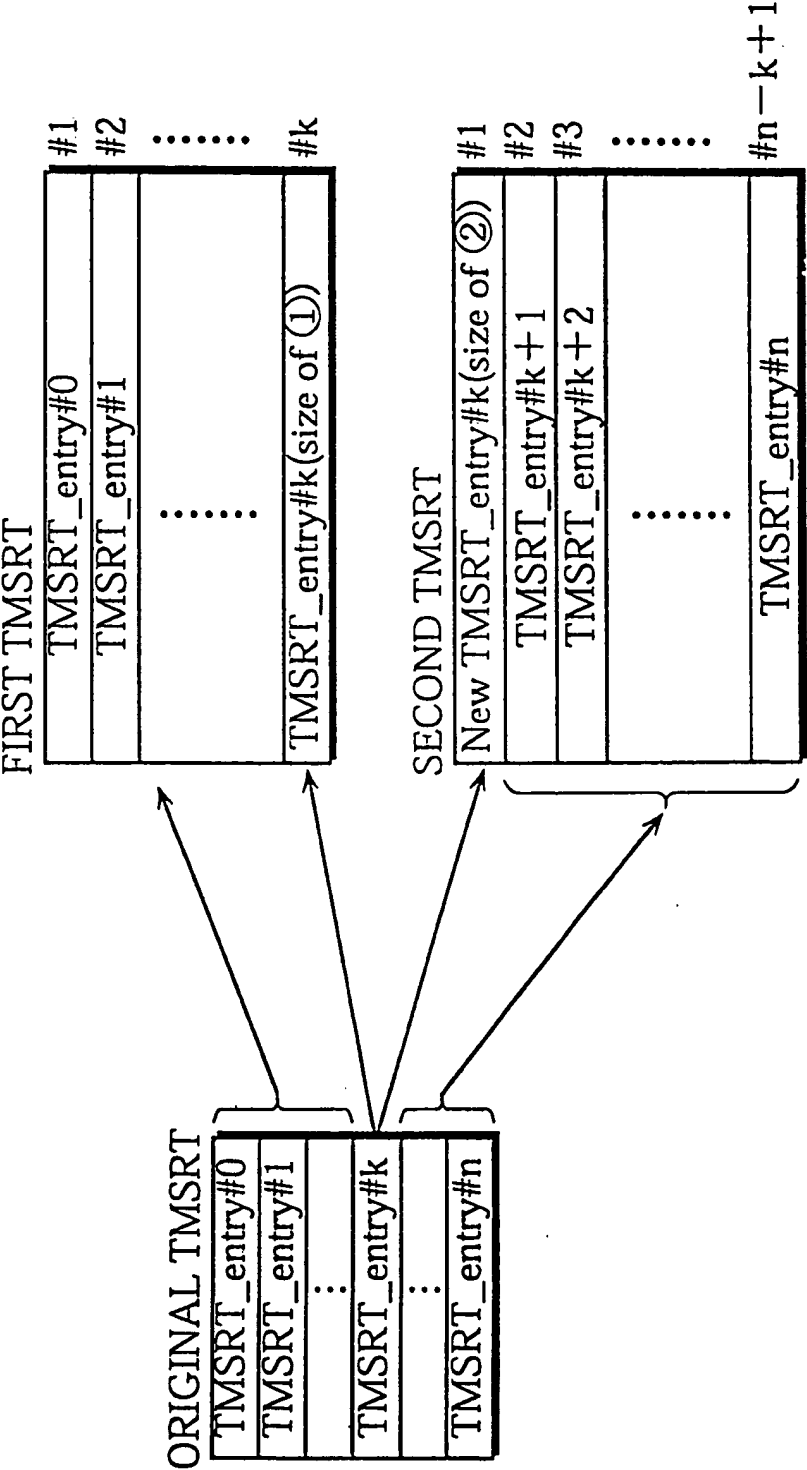 ORIGINAL TMSRT
TMSRT_entry#0
TMSRT_entry#1
...
TMSRT_entry#k
...
TMSRT_entry#n
FIRST TMSRT
TMSRT_entry#0 #1
TMSRT_entry#1 #2
....... .......
TMSRT_entry#k(size of ①) #k
SECOND TMSRT
New TMSRT_entry#k(size of ②) #1
TMSRT_entry#k+1 #2
TMSRT_entry#k+2 #3
....... .......
TMSRT_entry#n #n−k+1